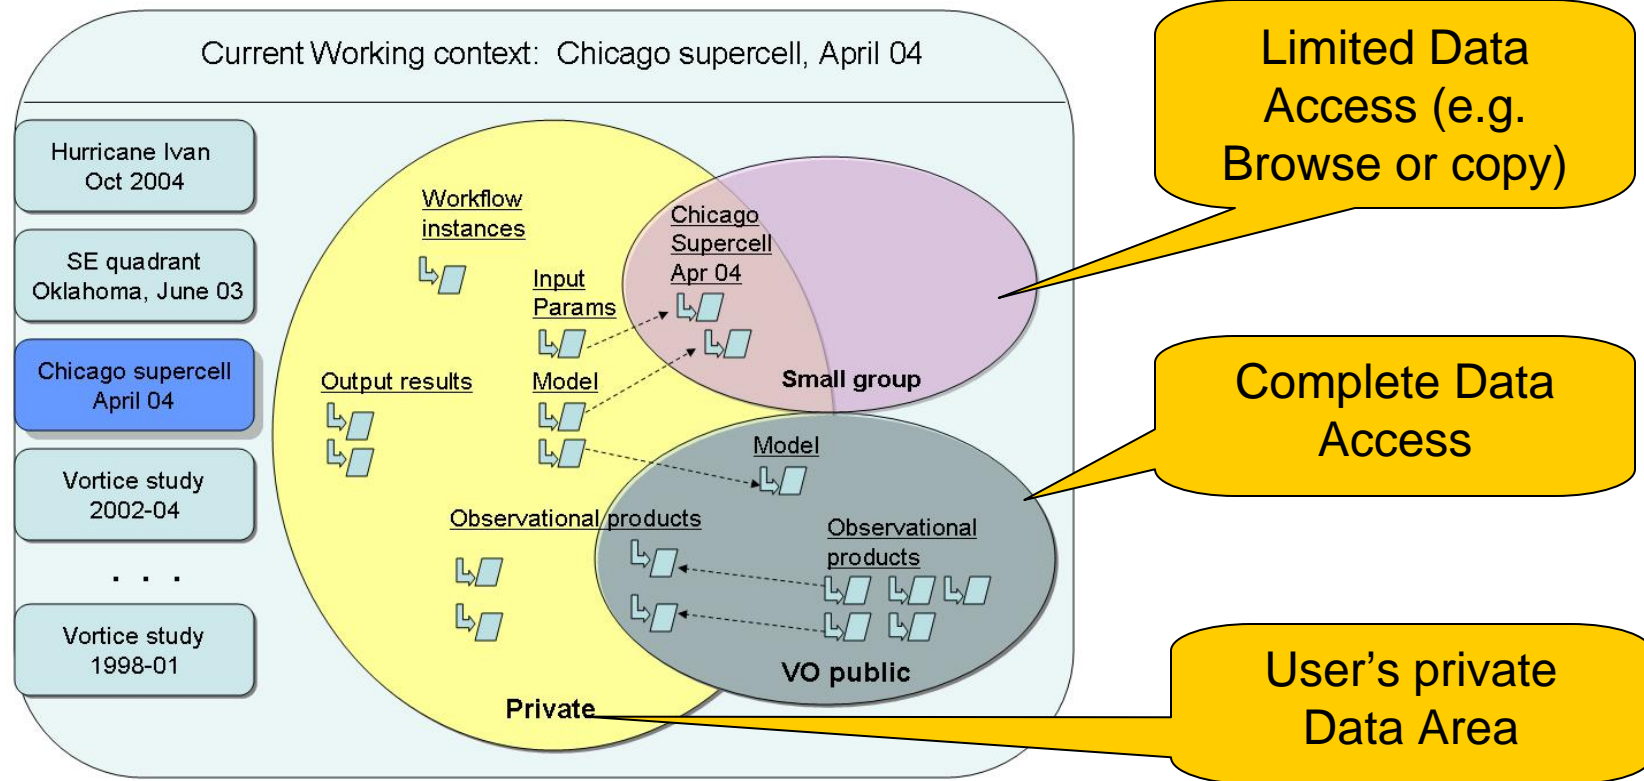 Current Working context: Chicago supercell, April 04
Hurricane Ivan
Oct 2004
SE quadrant
Oklahoma, June 03
Chicago supercell
April 04
Vortice study
2002-04
. . .
Vortice study
1998-01
Workflow
instances
Input
Params
Output results
Model
Observational products
Private
Chicago
Supercell
Apr 04
Small group
Model
Observational
products
VO public
Limited Data
Access (e.g.
Browse or copy)
Complete Data
Access
User's private
Data Area